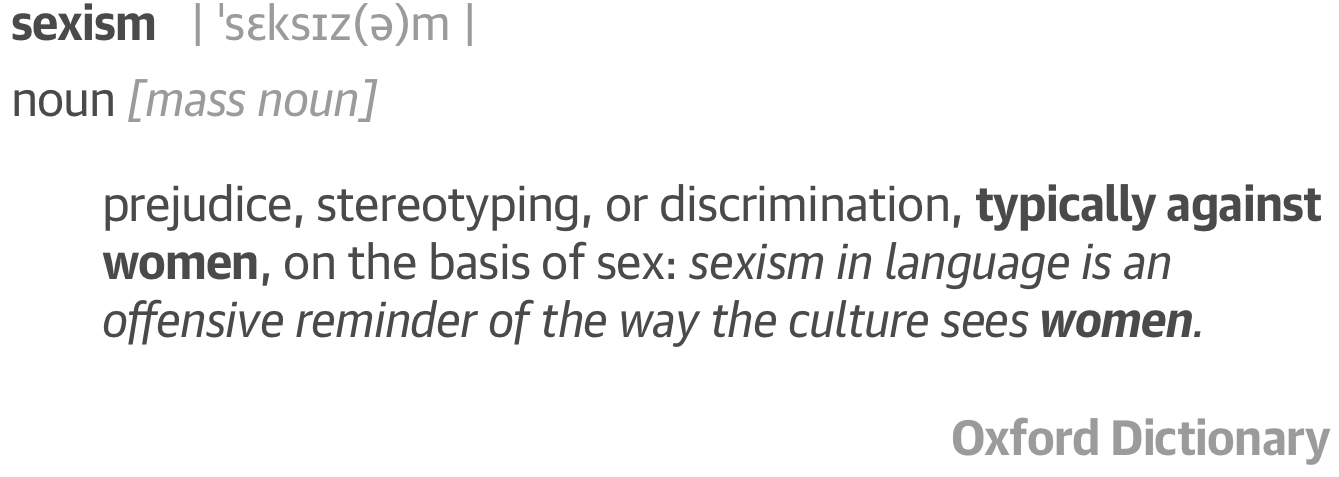 sexism | ˈsɛksɪz(ə)m |
noun [mass noun]
prejudice, stereotyping, or discrimination, typically against
women, on the basis of sex: sexism in language is an
offensive reminder of the way the culture sees women.
Oxford Dictionary